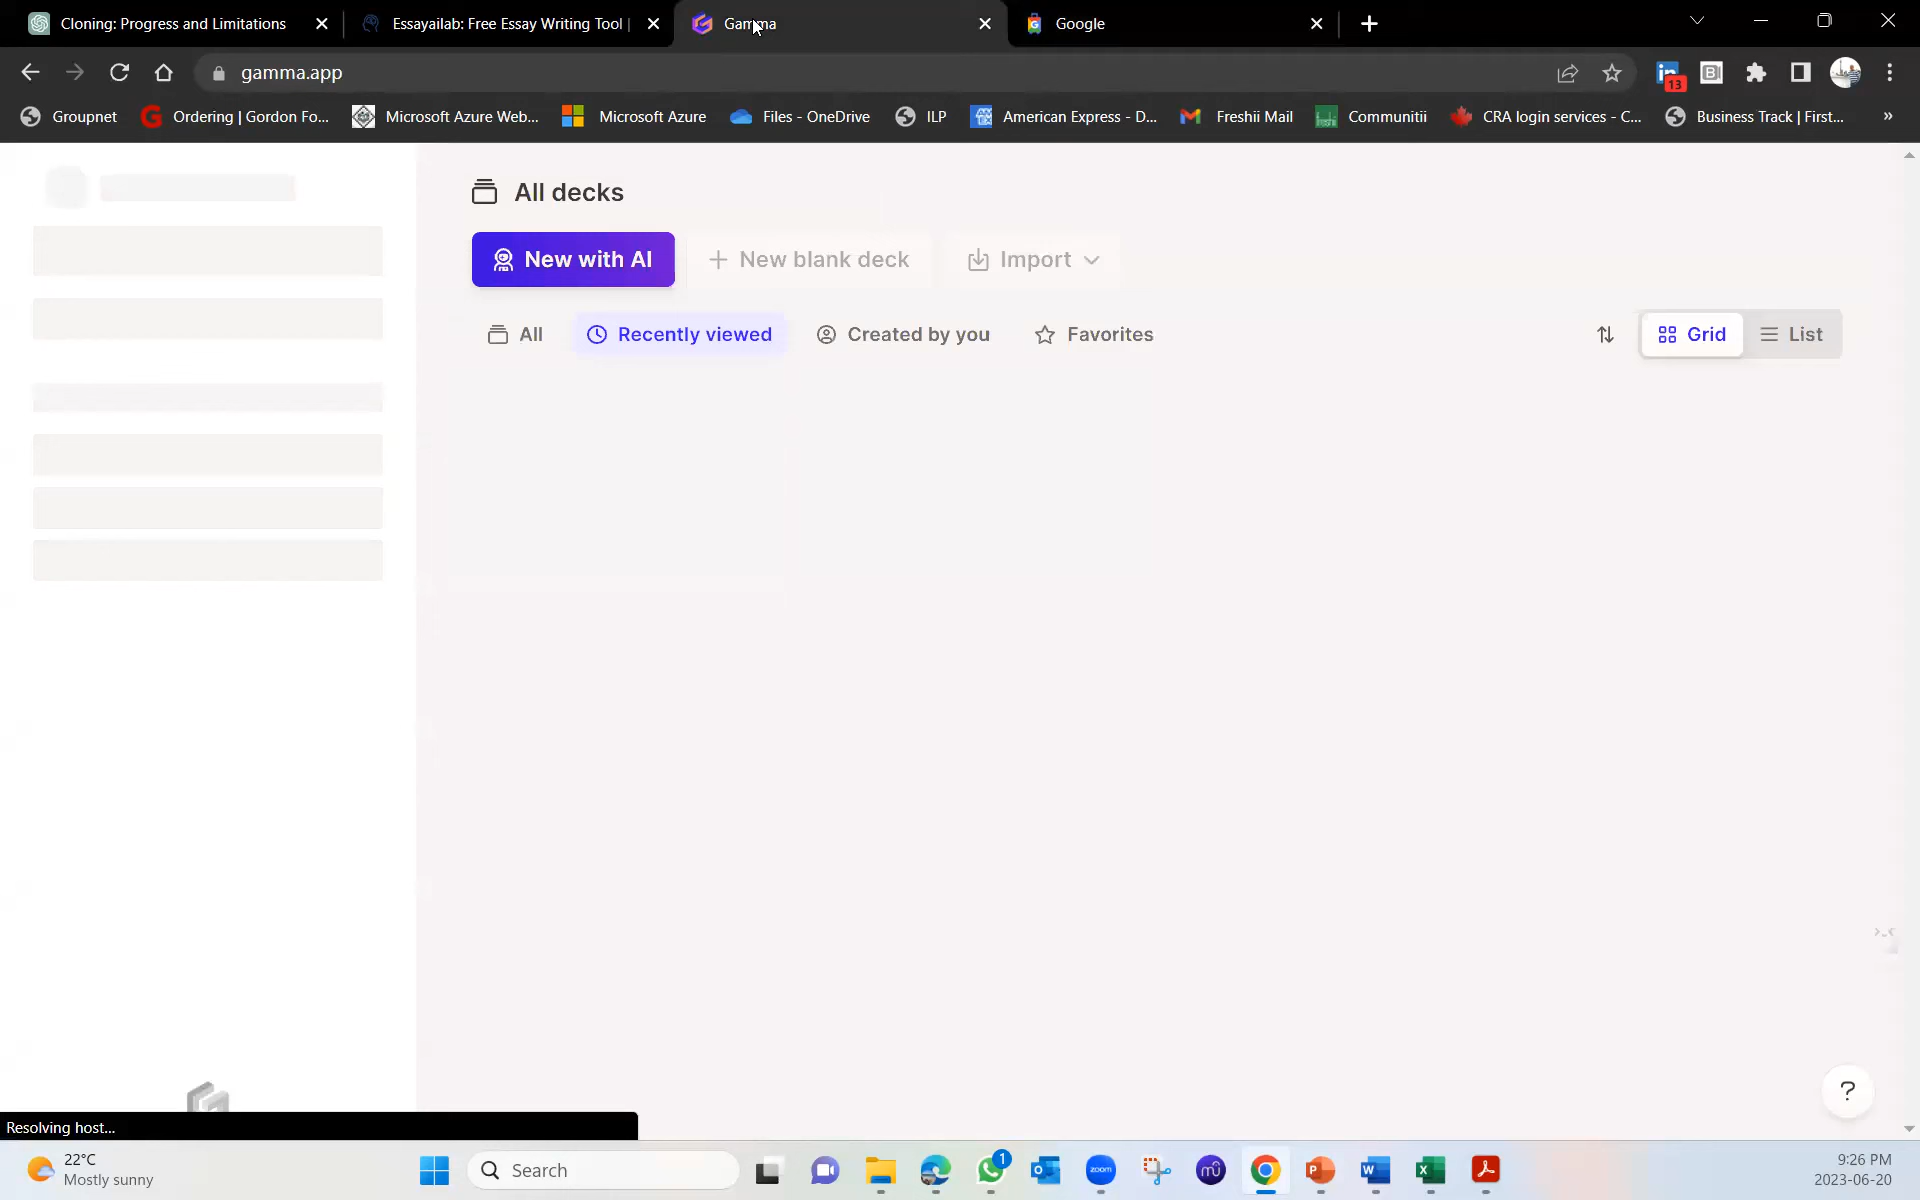 Cloning: Progress and Limitations
Essayailab: Free Essay Writing Tool |
Gamma
Google
gamma.app
13
Groupnet
Ordering | Gordon Fo...
Microsoft Azure Web...
Microsoft Azure
Files - OneDrive
ILP
American Express - D...
Freshii Mail
Communitii
CRA login services - C...
Business Track | First...
»
All decks
New with AI
+ New blank deck
Import
All
Recently viewed
Created by you
Favorites
Grid
List
?
Resolving host...
22°C
Mostly sunny
Search
1
zoom
9:26 PM
2023-06-20